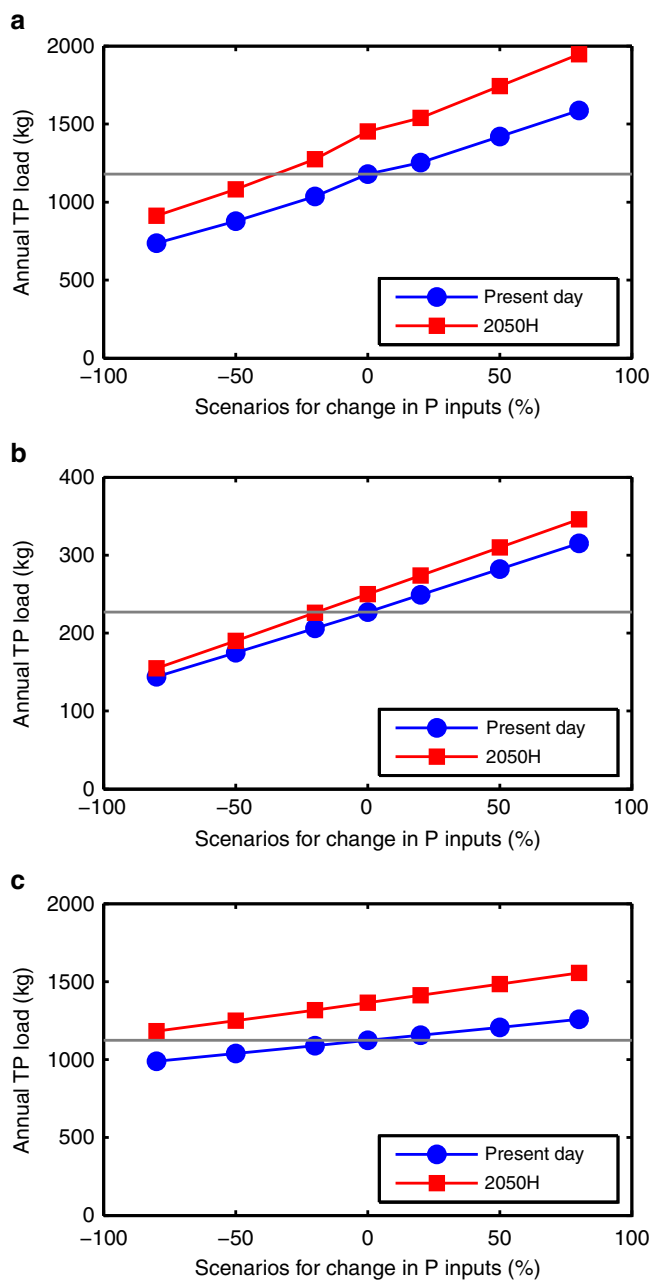 a
2000
1500
1000
500
0
Annual TP load (kg)
Present day
2050H
−100
−50
0
50
100
Scenarios for change in P inputs (%)
b
400
300
200
100
0
Annual TP load (kg)
Present day
2050H
−100
−50
0
50
100
Scenarios for change in P inputs (%)
c
2000
1500
1000
500
0
Annual TP load (kg)
Present day
2050H
−100
−50
0
50
100
Scenarios for change in P inputs (%)